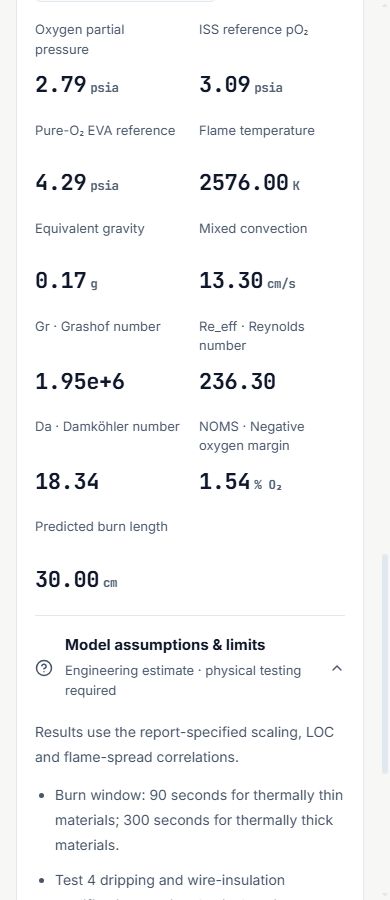 Oxygen partial
pressure
2.79 psia
ISS reference pO₂
3.09 psia
Pure-O₂ EVA reference
4.29 psia
Flame temperature
2576.00 K
Equivalent gravity
0.17 g
Mixed convection
13.30 cm/s
Gr · Grashof number
1.95e+6
Re_eff · Reynolds
number
236.30
Da · Damköhler number
18.34
NOMS · Negative
oxygen margin
1.54 % O₂
Predicted burn length
30.00 cm
Model assumptions & limits
Engineering estimate · physical testing
required
Results use the report-specified scaling, LOC
and flame-spread correlations.
• Burn window: 90 seconds for thermally thin
materials; 300 seconds for thermally thick
materials.
• Test 4 dripping and wire-insulation